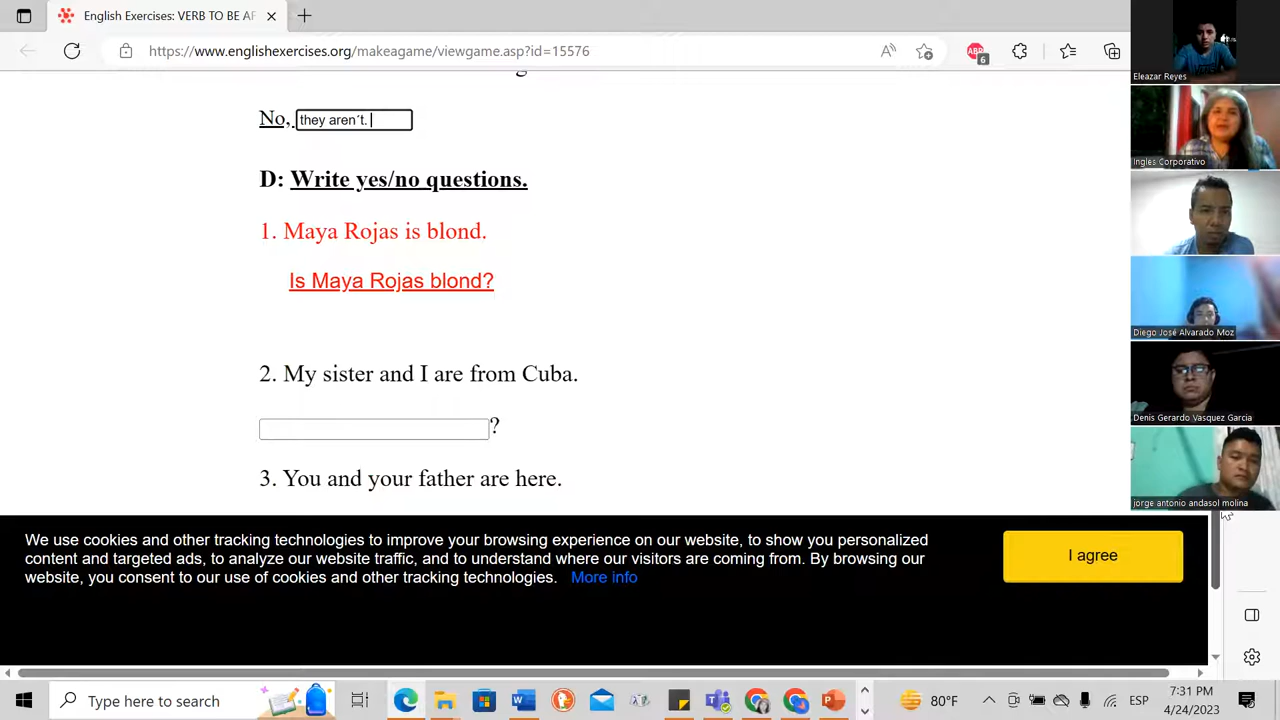 English Exercises: VERB TO BE AF
https://www.englishexercises.org/makeagame/viewgame.asp?id=15576
6
No, they aren´t.
D: Write yes/no questions.
1. Maya Rojas is blond.
Is Maya Rojas blond?
2. My sister and I are from Cuba.
?
3. You and your father are here.
We use cookies and other tracking technologies to improve your browsing experience on our website, to show you personalized
content and targeted ads, to analyze our website traffic, and to understand where our visitors are coming from. By browsing our
website, you consent to our use of cookies and other tracking technologies. More info
I agree
Eleazar Reyes
Ingles Corporativo
Diego José Alvarado Moz
Denis Gerardo Vasquez Garcia
jorge antonio andasol molina
Type here to search
80°F
ESP
7:31 PM
4/24/2023